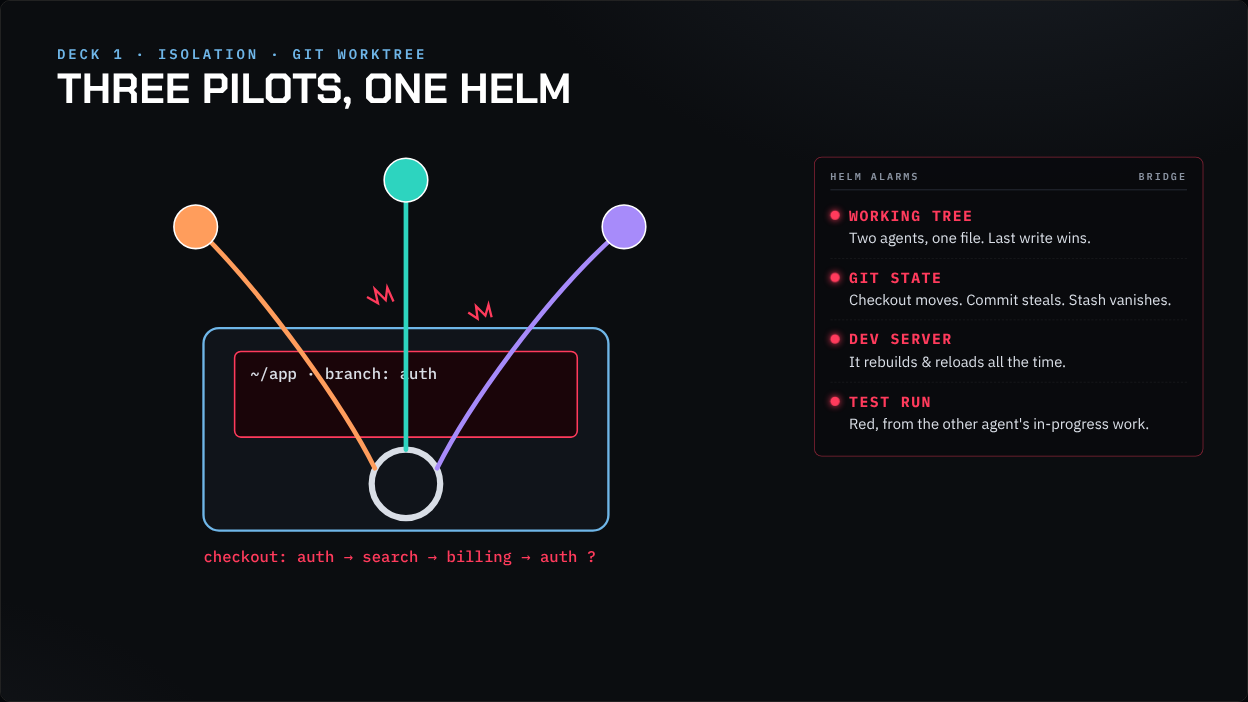 DECK 1 · ISOLATION · GIT WORKTREE
THREE PILOTS, ONE HELM
~/app · branch: auth
checkout: auth → search → billing → auth ?
HELM ALARMS BRIDGE
WORKING TREE
Two agents, one file. Last write wins.
GIT STATE
Checkout moves. Commit steals. Stash vanishes.
DEV SERVER
It rebuilds & reloads all the time.
TEST RUN
Red, from the other agent's in-progress work.